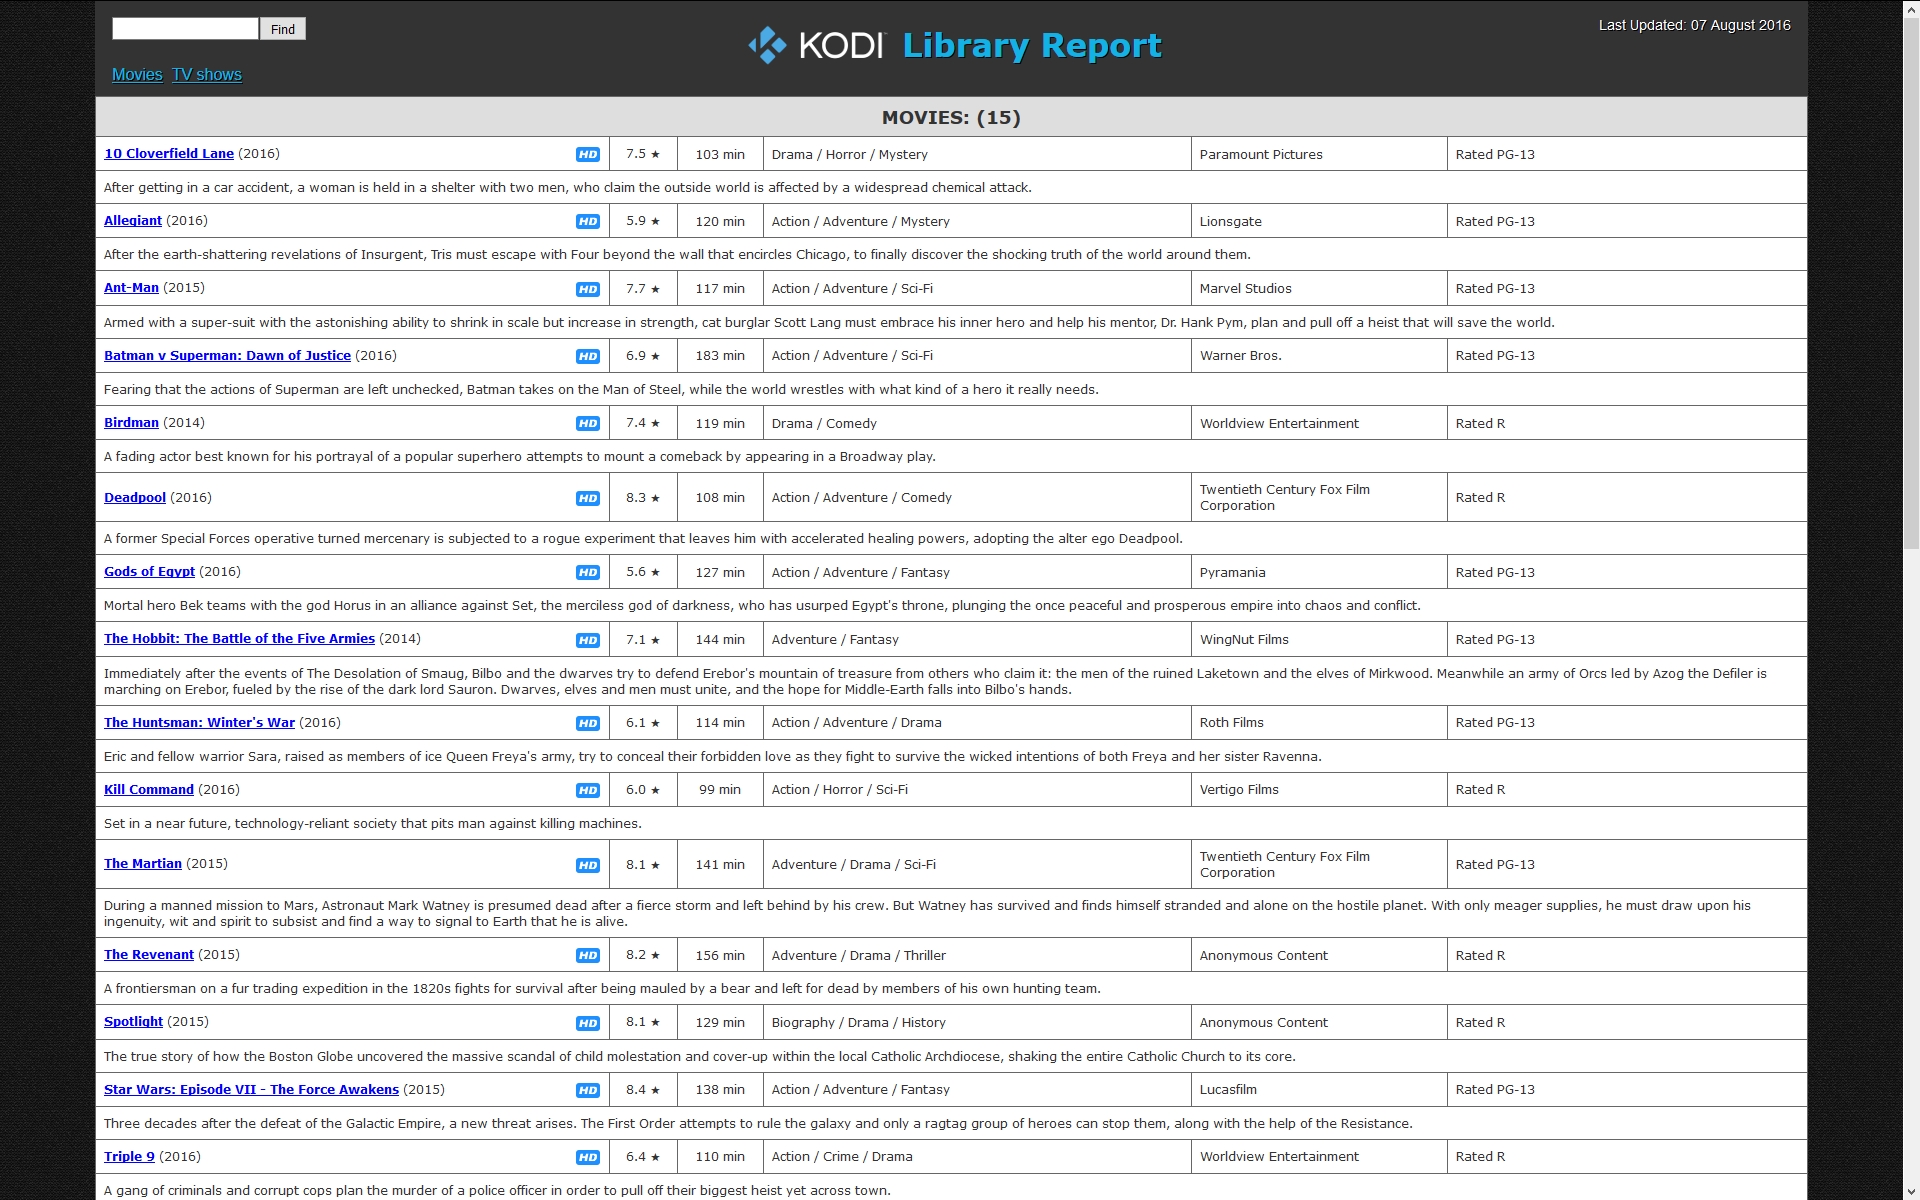 Find
Last Updated: 07 August 2016
KODI Library Report
Movies TV shows
MOVIES: (15)
10 Cloverfield Lane (2016) HD 7.5 ★ 103 min Drama / Horror / Mystery Paramount Pictures Rated PG-13
After getting in a car accident, a woman is held in a shelter with two men, who claim the outside world is affected by a widespread chemical attack.
Allegiant (2016) HD 5.9 ★ 120 min Action / Adventure / Mystery Lionsgate Rated PG-13
After the earth-shattering revelations of Insurgent, Tris must escape with Four beyond the wall that encircles Chicago, to finally discover the shocking truth of the world around them.
Ant-Man (2015) HD 7.7 ★ 117 min Action / Adventure / Sci-Fi Marvel Studios Rated PG-13
Armed with a super-suit with the astonishing ability to shrink in scale but increase in strength, cat burglar Scott Lang must embrace his inner hero and help his mentor, Dr. Hank Pym, plan and pull off a heist that will save the world.
Batman v Superman: Dawn of Justice (2016) HD 6.9 ★ 183 min Action / Adventure / Sci-Fi Warner Bros. Rated PG-13
Fearing that the actions of Superman are left unchecked, Batman takes on the Man of Steel, while the world wrestles with what kind of a hero it really needs.
Birdman (2014) HD 7.4 ★ 119 min Drama / Comedy Worldview Entertainment Rated R
A fading actor best known for his portrayal of a popular superhero attempts to mount a comeback by appearing in a Broadway play.
Deadpool (2016) HD 8.3 ★ 108 min Action / Adventure / Comedy Twentieth Century Fox Film Corporation Rated R
A former Special Forces operative turned mercenary is subjected to a rogue experiment that leaves him with accelerated healing powers, adopting the alter ego Deadpool.
Gods of Egypt (2016) HD 5.6 ★ 127 min Action / Adventure / Fantasy Pyramania Rated PG-13
Mortal hero Bek teams with the god Horus in an alliance against Set, the merciless god of darkness, who has usurped Egypt's throne, plunging the once peaceful and prosperous empire into chaos and conflict.
The Hobbit: The Battle of the Five Armies (2014) HD 7.1 ★ 144 min Adventure / Fantasy WingNut Films Rated PG-13
Immediately after the events of The Desolation of Smaug, Bilbo and the dwarves try to defend Erebor's mountain of treasure from others who claim it: the men of the ruined Laketown and the elves of Mirkwood. Meanwhile an army of Orcs led by Azog the Defiler is
marching on Erebor, fueled by the rise of the dark lord Sauron. Dwarves, elves and men must unite, and the hope for Middle-Earth falls into Bilbo's hands.
The Huntsman: Winter's War (2016) HD 6.1 ★ 114 min Action / Adventure / Drama Roth Films Rated PG-13
Eric and fellow warrior Sara, raised as members of ice Queen Freya's army, try to conceal their forbidden love as they fight to survive the wicked intentions of both Freya and her sister Ravenna.
Kill Command (2016) HD 6.0 ★ 99 min Action / Horror / Sci-Fi Vertigo Films Rated R
Set in a near future, technology-reliant society that pits man against killing machines.
The Martian (2015) HD 8.1 ★ 141 min Adventure / Drama / Sci-Fi Twentieth Century Fox Film Corporation Rated PG-13
During a manned mission to Mars, Astronaut Mark Watney is presumed dead after a fierce storm and left behind by his crew. But Watney has survived and finds himself stranded and alone on the hostile planet. With only meager supplies, he must draw upon his
ingenuity, wit and spirit to subsist and find a way to signal to Earth that he is alive.
The Revenant (2015) HD 8.2 ★ 156 min Adventure / Drama / Thriller Anonymous Content Rated R
A frontiersman on a fur trading expedition in the 1820s fights for survival after being mauled by a bear and left for dead by members of his own hunting team.
Spotlight (2015) HD 8.1 ★ 129 min Biography / Drama / History Anonymous Content Rated R
The true story of how the Boston Globe uncovered the massive scandal of child molestation and cover-up within the local Catholic Archdiocese, shaking the entire Catholic Church to its core.
Star Wars: Episode VII - The Force Awakens (2015) HD 8.4 ★ 138 min Action / Adventure / Fantasy Lucasfilm Rated PG-13
Three decades after the defeat of the Galactic Empire, a new threat arises. The First Order attempts to rule the galaxy and only a ragtag group of heroes can stop them, along with the help of the Resistance.
Triple 9 (2016) HD 6.4 ★ 110 min Action / Crime / Drama Worldview Entertainment Rated R
A gang of criminals and corrupt cops plan the murder of a police officer in order to pull off their biggest heist yet across town.